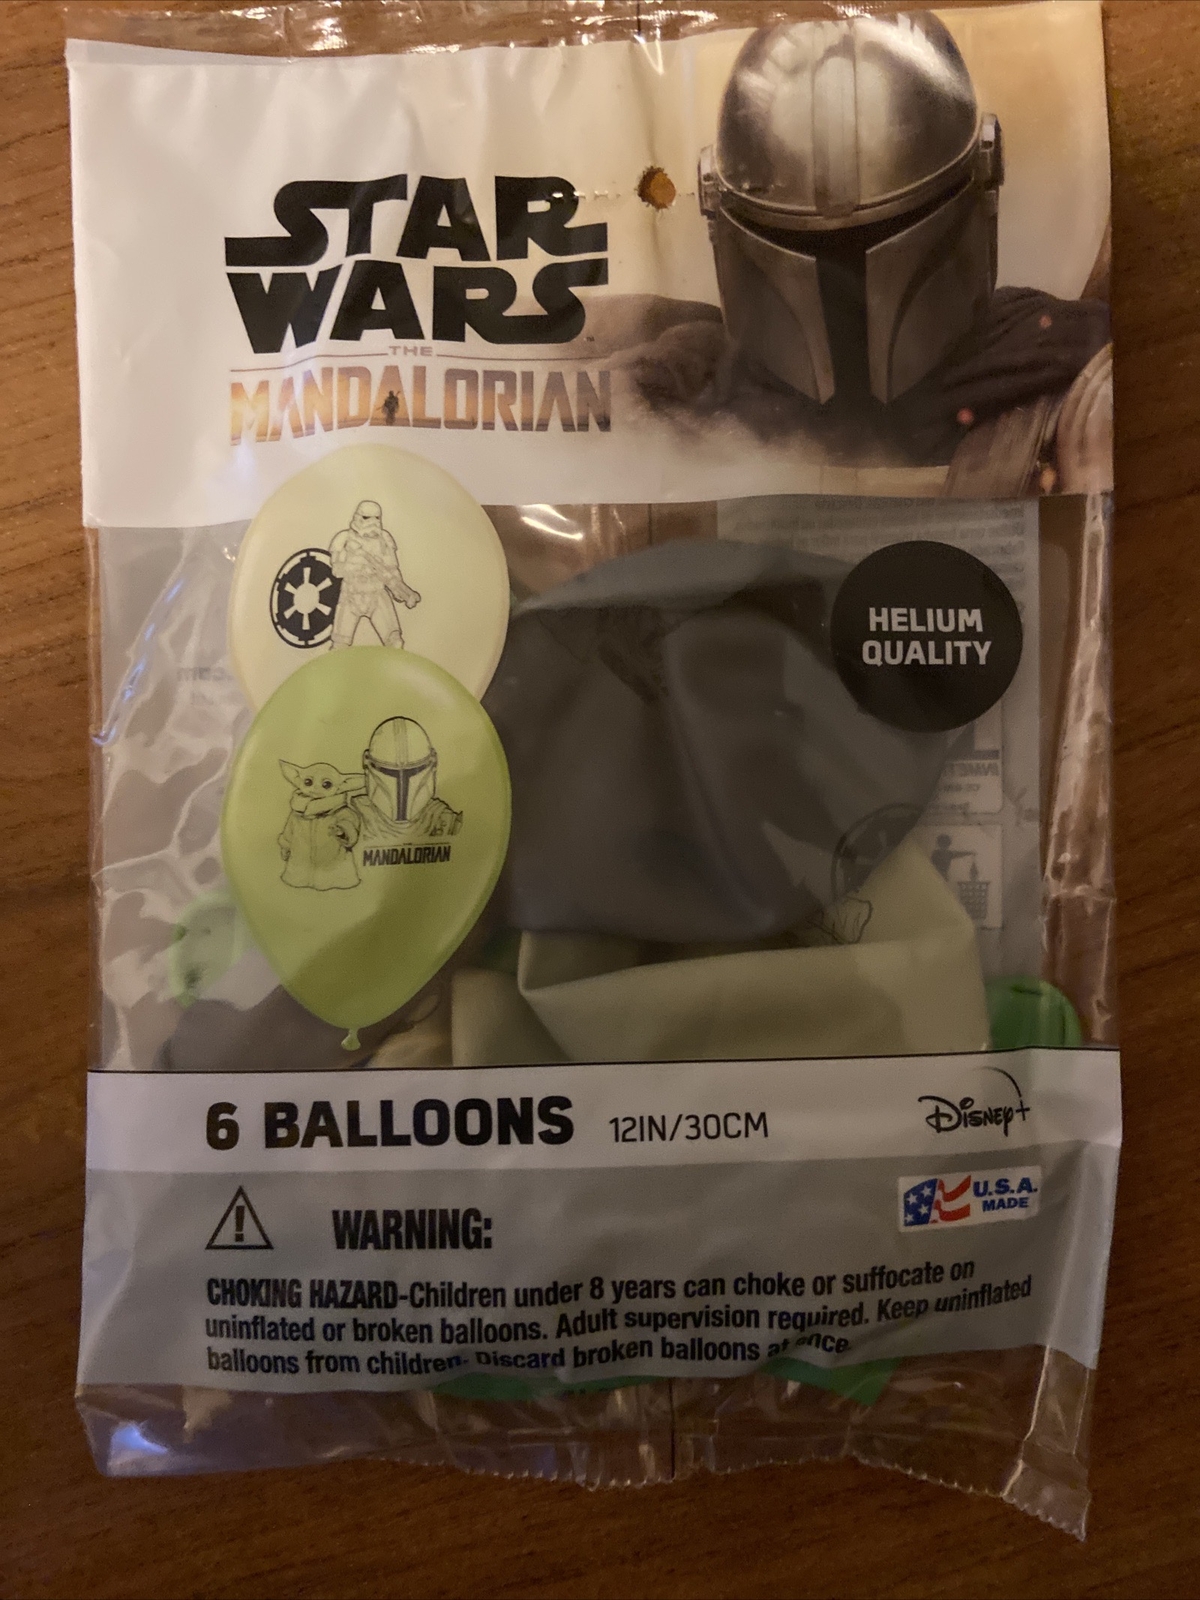 STAR
WARS
THE
MANDALORIAN
HELIUM
QUALITY
MANDALORIAN
6 BALLOONS 12IN/30CM
Disney+
U.S.A.
MADE
WARNING:
CHOKING HAZARD-Children under 8 years can choke or suffocate on
uninflated or broken balloons. Adult supervision required. Keep uninflated
balloons from children. Discard broken balloons at once.